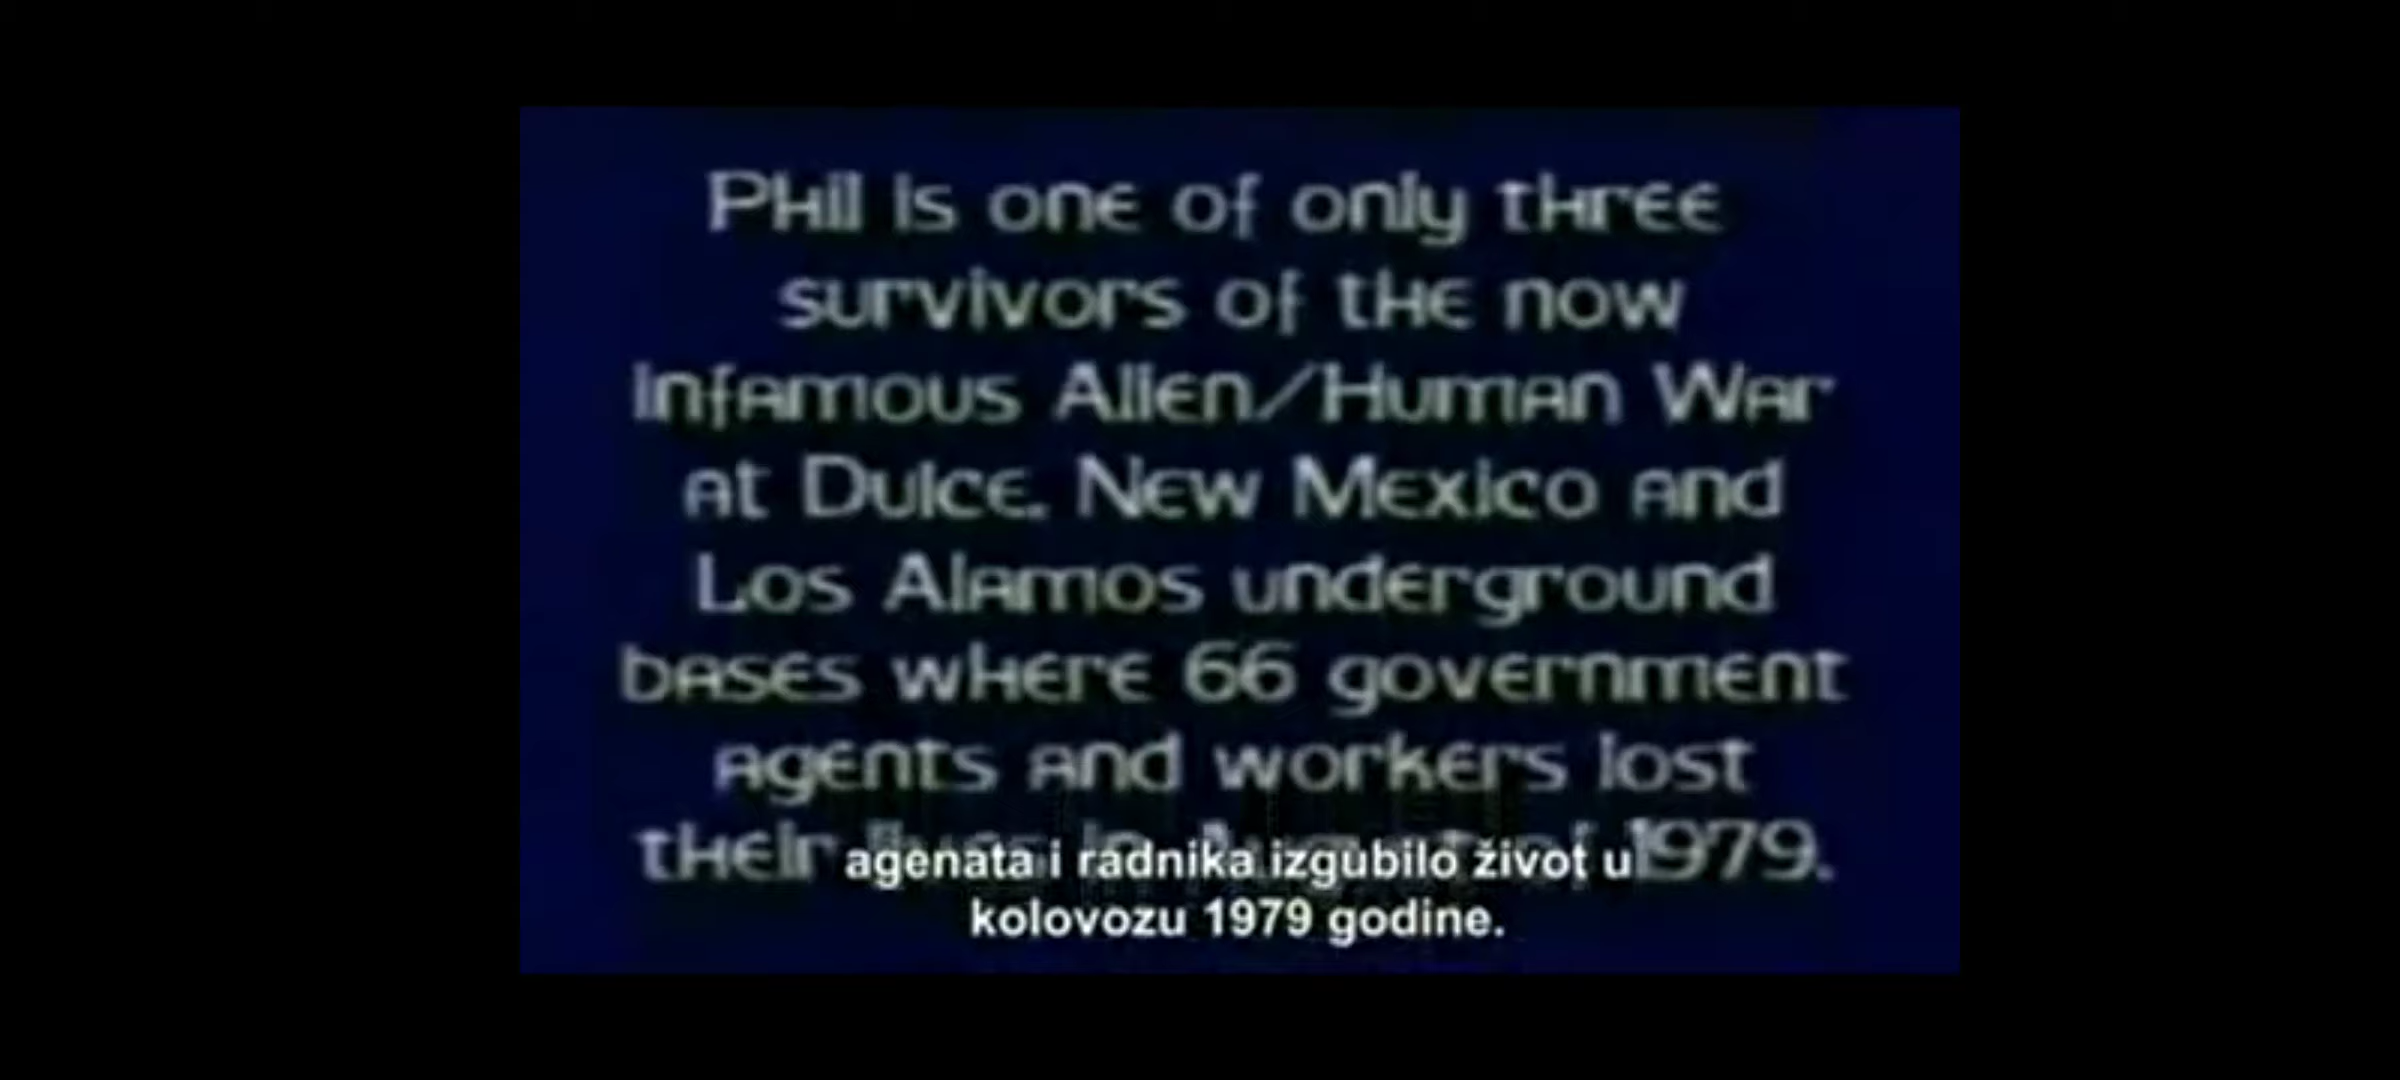 Phil is one of only three
survivors of the now
infamous Alien/Human War
at Dulce, New Mexico and
Los Alamos underground
bases where 66 government
agents and workers lost
their 1979.
agenata i radnika izgubilo život u
kolovozu 1979 godine.